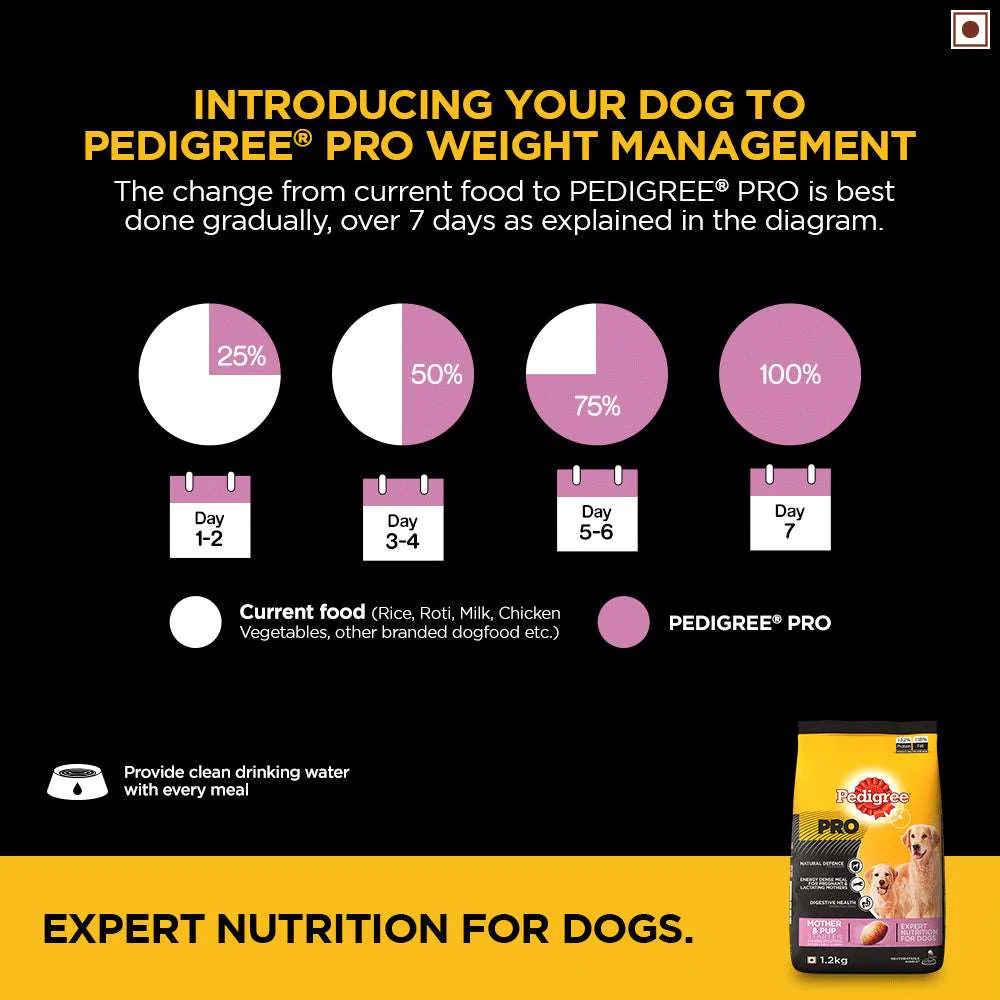 INTRODUCING YOUR DOG TO
PEDIGREE® PRO WEIGHT MANAGEMENT
The change from current food to PEDIGREE® PRO is best
done gradually, over 7 days as explained in the diagram.
25%
50%
75%
100%
Day
1-2
Day
3-4
Day
5-6
Day
7
Current food (Rice, Roti, Milk, Chicken
Vegetables, other branded dogfood etc.)
PEDIGREE® PRO
Provide clean drinking water
with every meal
Pedigree
PRO
NATURAL DEFENCE
ENERGY DENSE MEAL
FOR PREGNANT &
LACTATING MOTHERS
DIGESTIVE HEALTH
MOTHER
& PUP
STARTER
EXPERT
NUTRITION
FOR DOGS
1.2kg
EXPERT NUTRITION FOR DOGS.